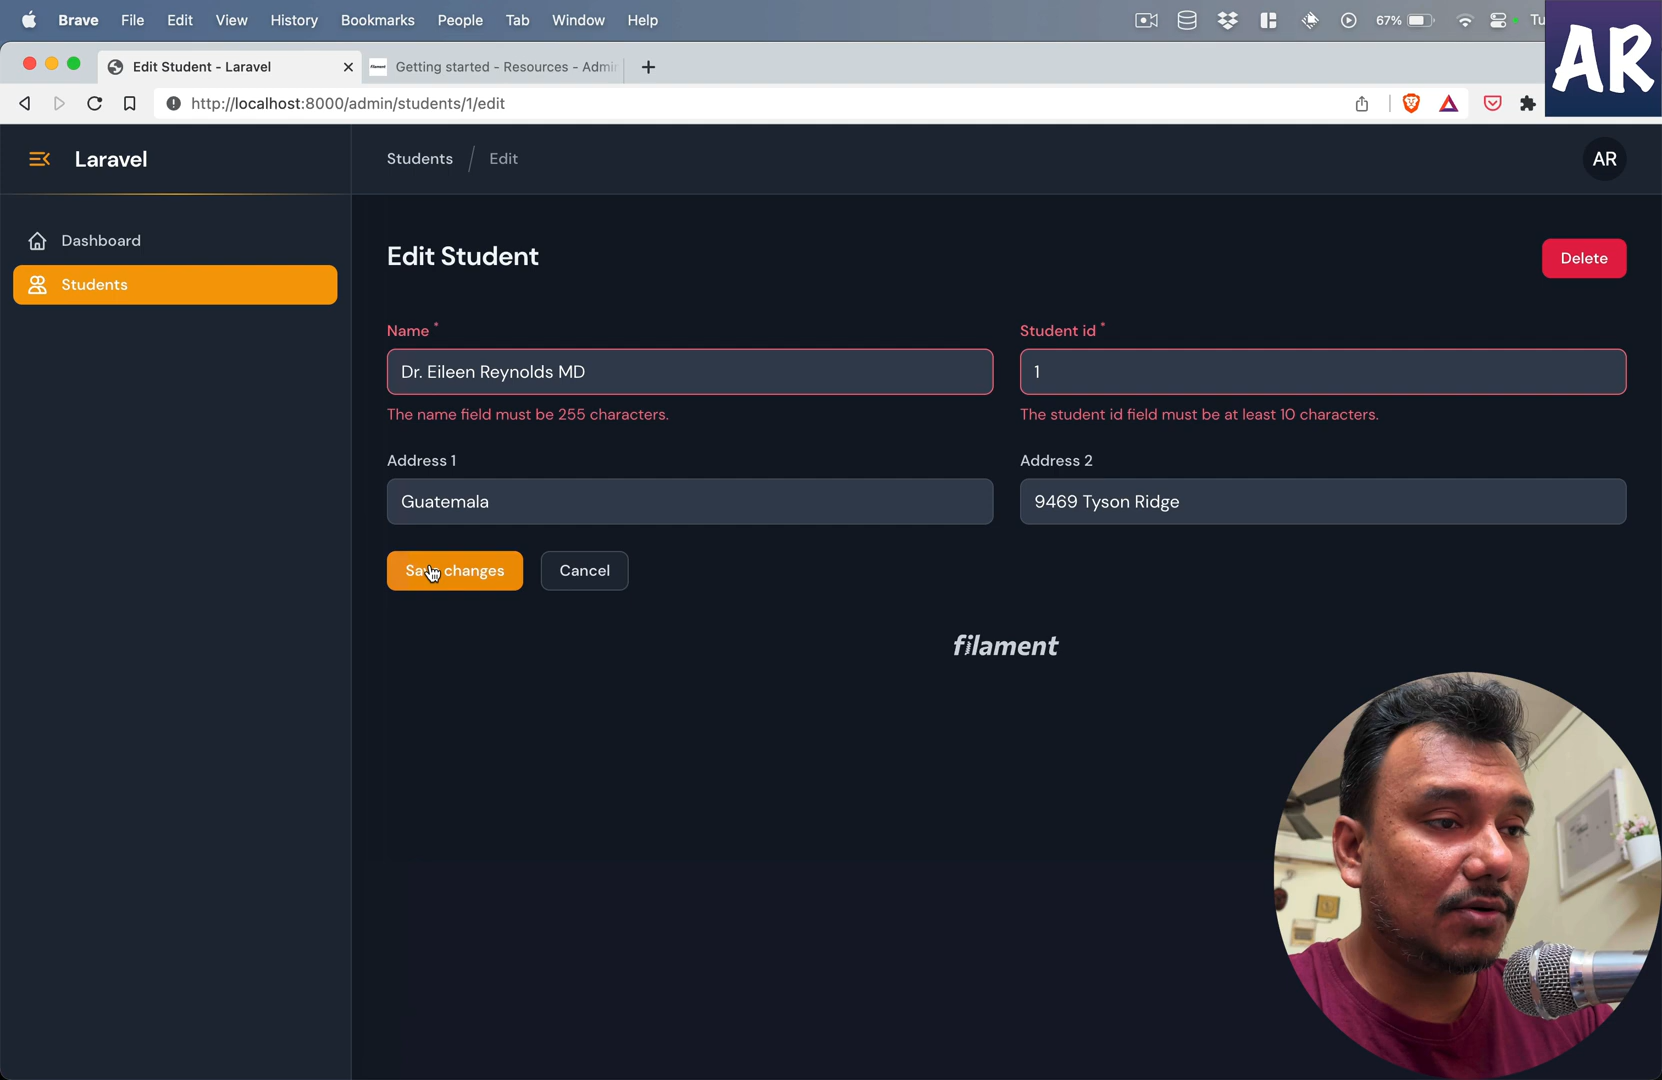 Brave File Edit View History Bookmarks People Tab Window Help 67% Tu
AR
Edit Student - Laravel
Getting started - Resources - Admi
http://localhost:8000/admin/students/1/edit
Laravel
Students / Edit
AR
Dashboard
Students
Edit Student
Delete
Name *
Student id *
Dr. Eileen Reynolds MD
1
The name field must be 255 characters.
The student id field must be at least 10 characters.
Address 1
Address 2
Guatemala
9469 Tyson Ridge
Save changes
Cancel
filament